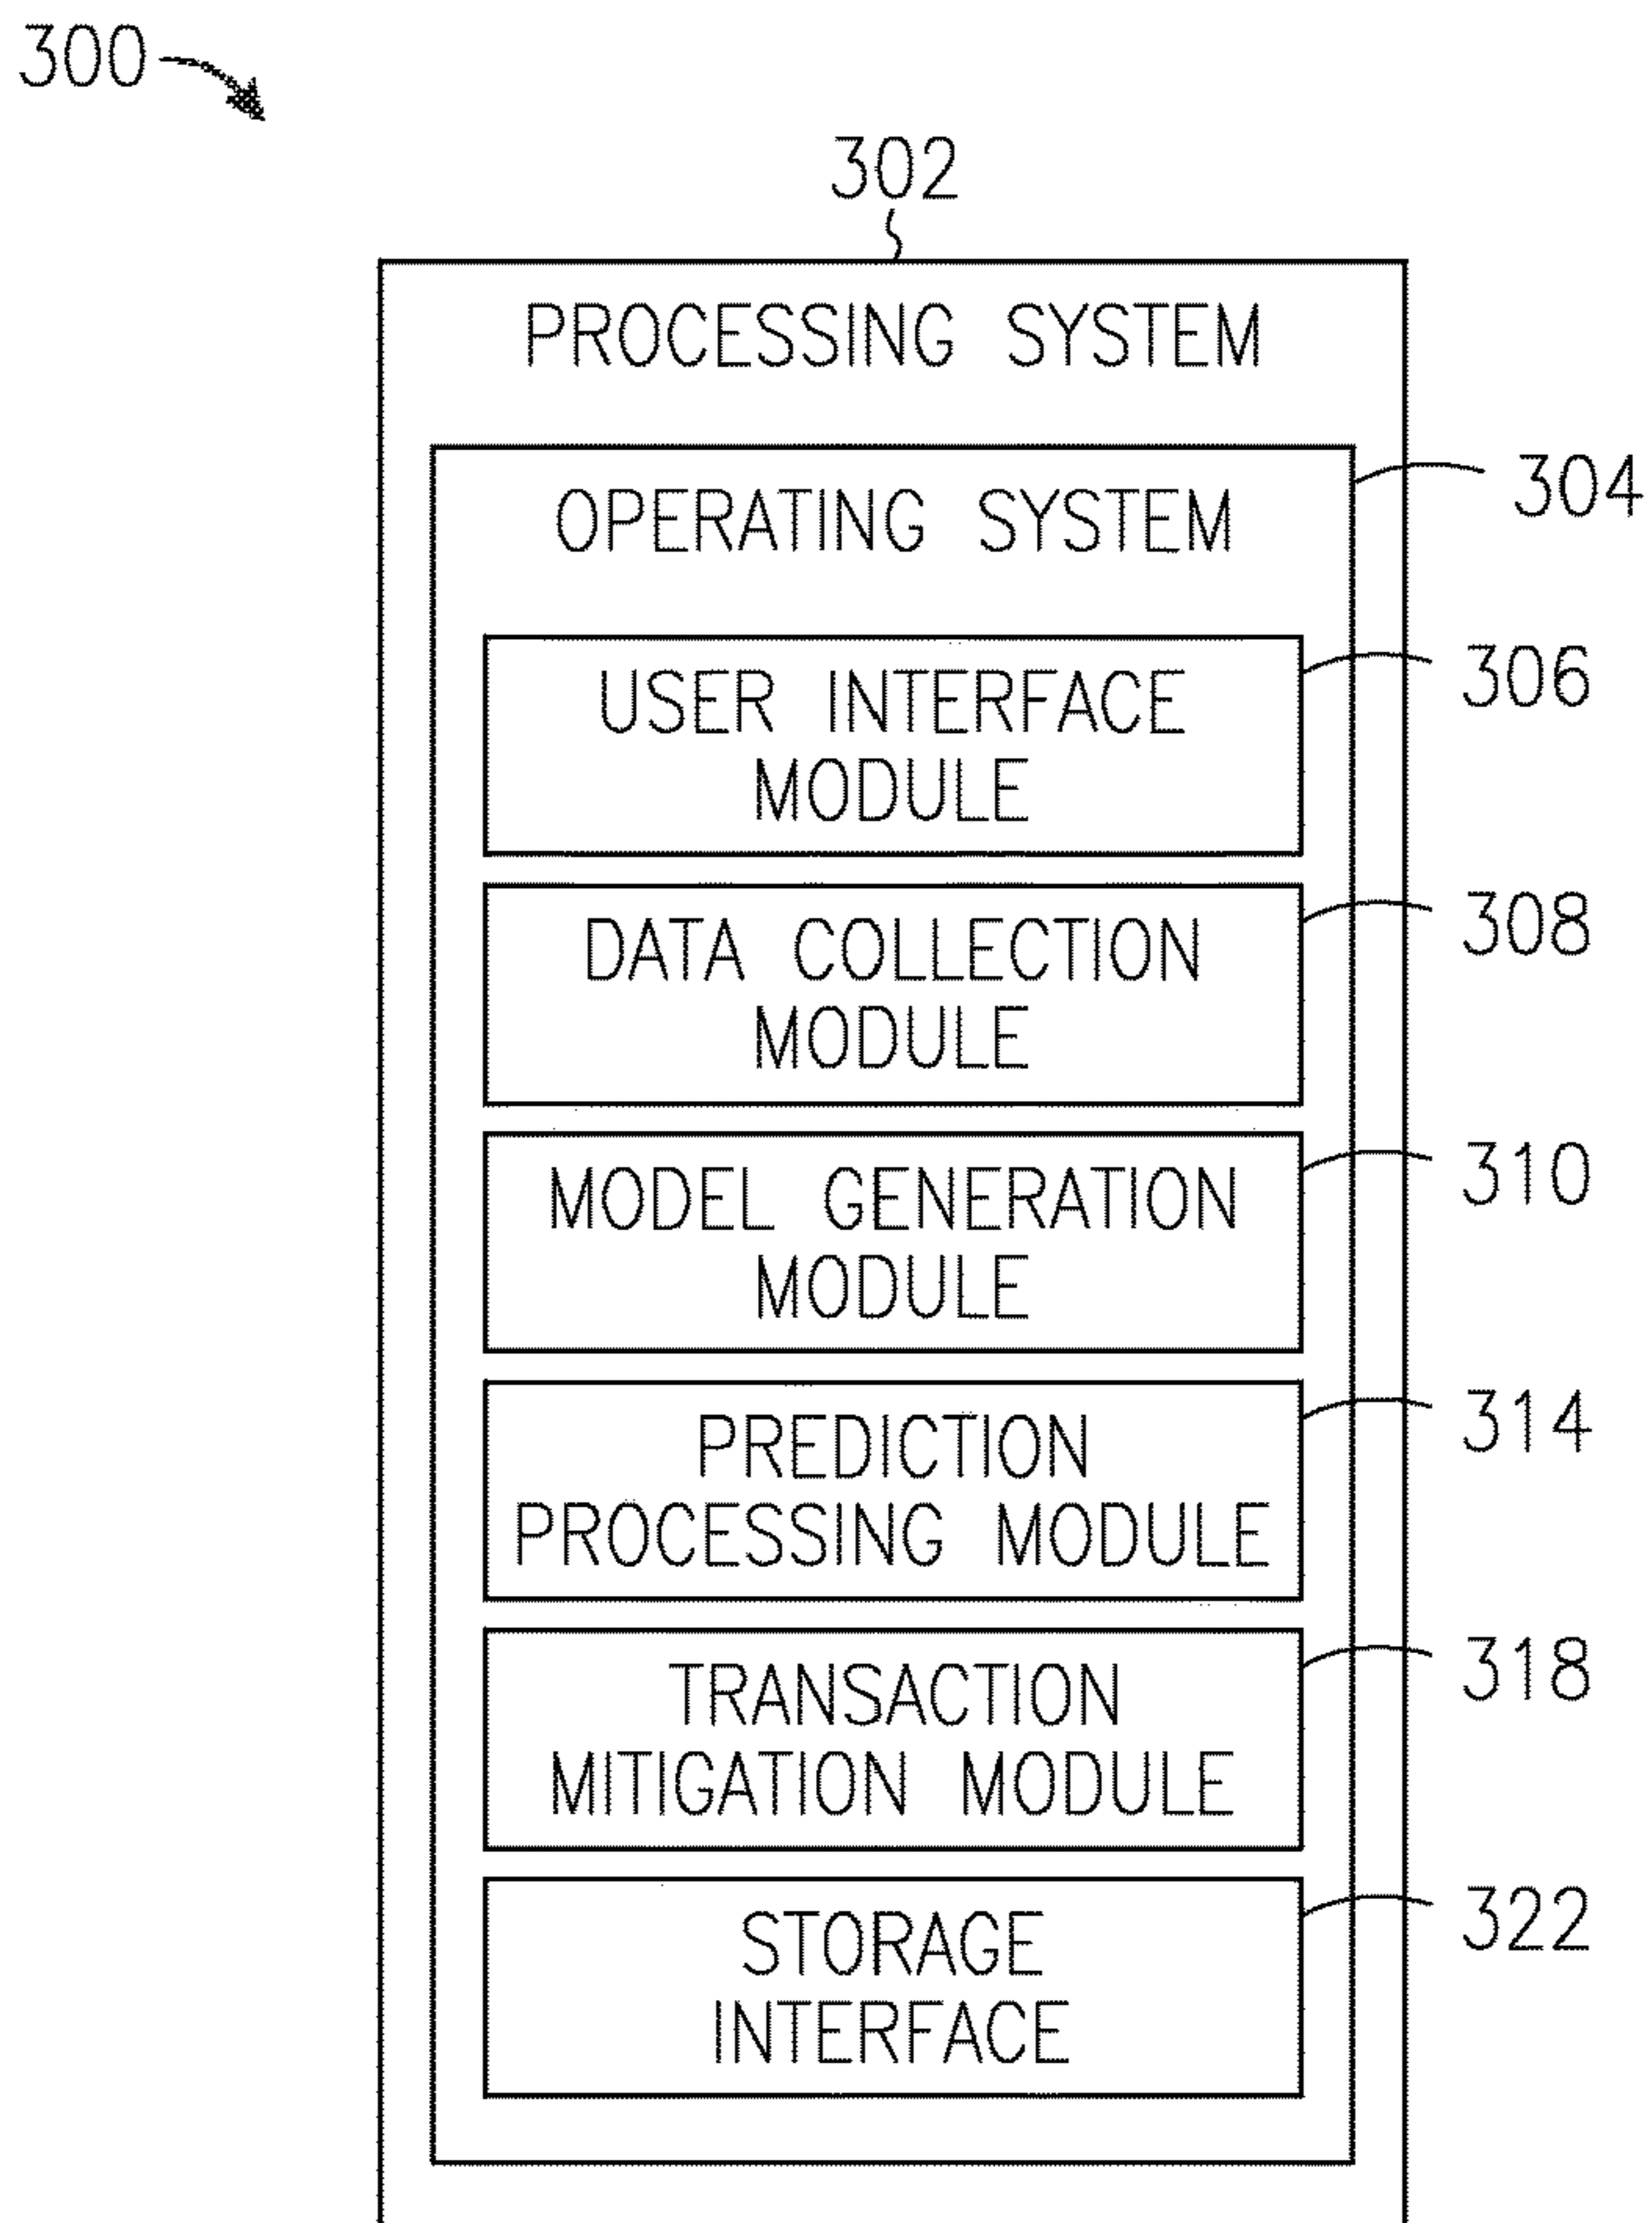 300
302
PROCESSING SYSTEM
OPERATING SYSTEM
304
USER INTERFACE
MODULE
306
DATA COLLECTION
MODULE
308
MODEL GENERATION
MODULE
310
PREDICTION
PROCESSING MODULE
314
TRANSACTION
MITIGATION MODULE
318
STORAGE
INTERFACE
322